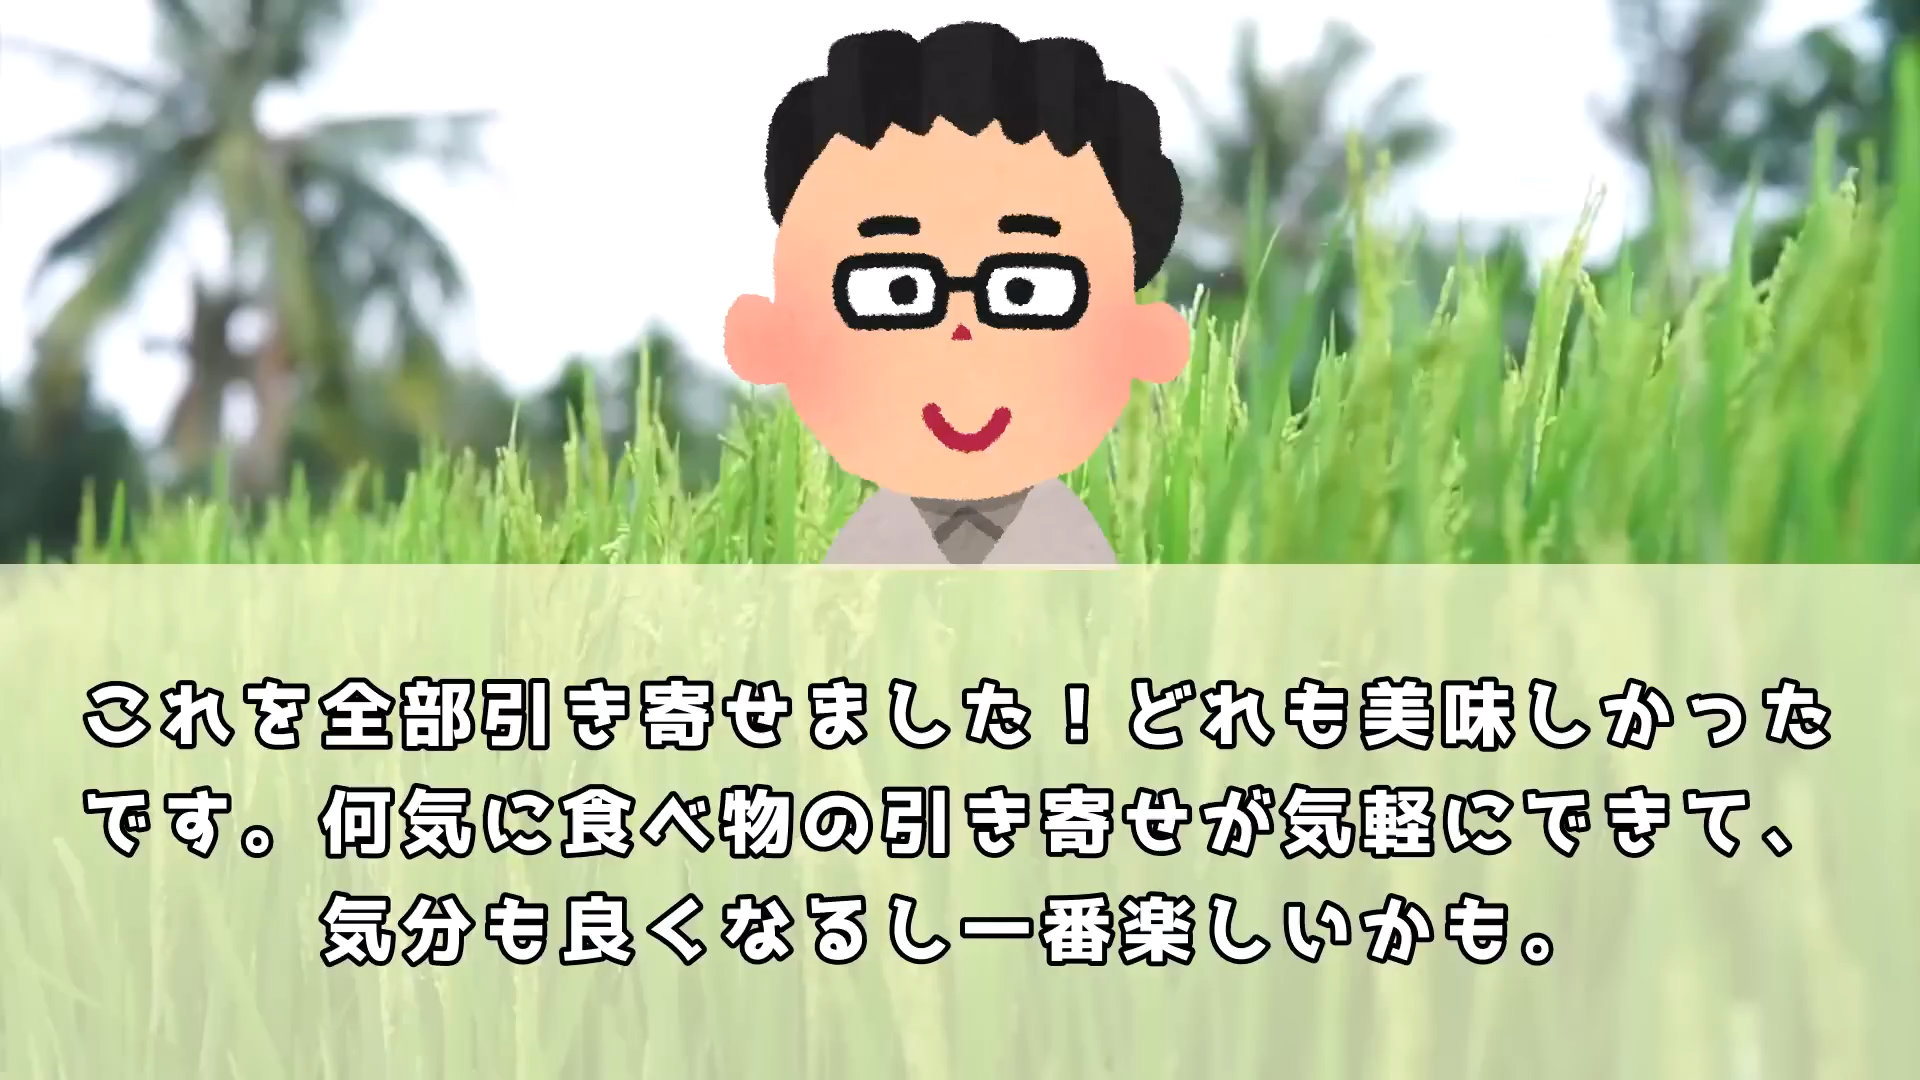 これを全部引き寄せました！どれも美味しかった
です。何気に食べ物の引き寄せが気軽にできて、
気分も良くなるし一番楽しいかも。